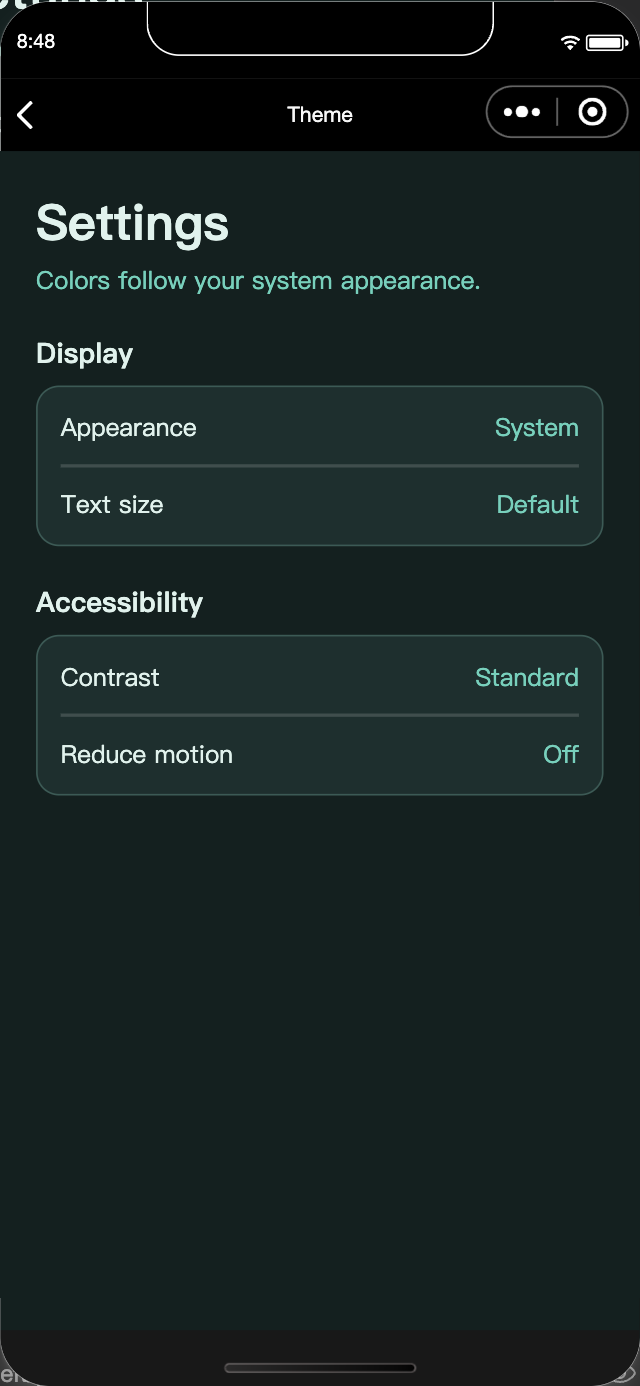 8:48
Theme
Settings
Colors follow your system appearance.
Display
Appearance System
Text size Default
Accessibility
Contrast Standard
Reduce motion Off